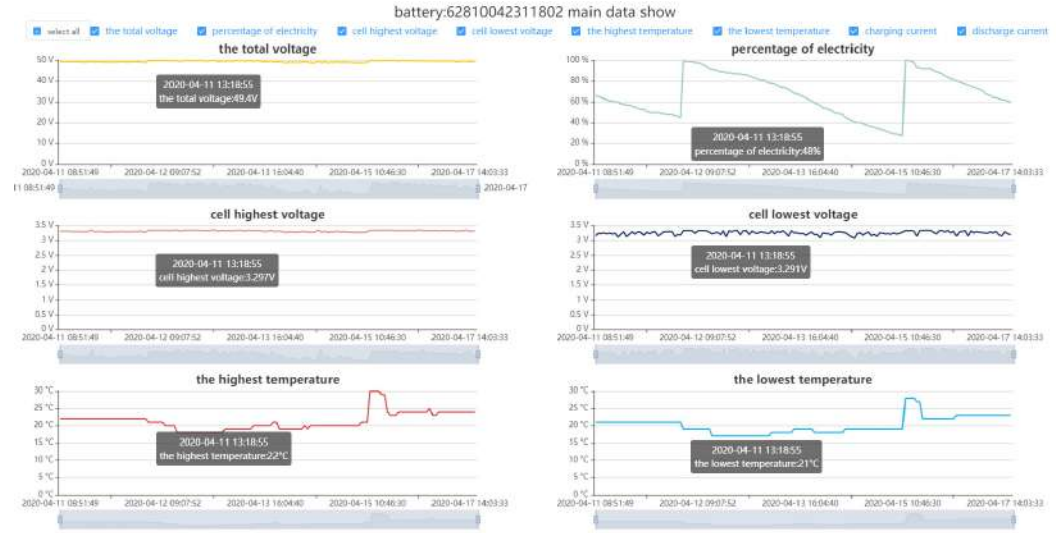 battery:62810042311802 main data show
select all the total voltage percentage of electricity cell highest voltage cell lowest voltage the highest temperature the lowest temperature charging current discharge current
the total voltage
50 V
40 V
30 V
20 V
10 V
0 V
2020-04-11 13:18:55
the total voltage:49.4V
2020-04-11 08:51:49 2020-04-12 09:07:52 2020-04-13 16:04:40 2020-04-15 10:46:30 2020-04-17 14:03:33
11 08:51:49 2020-04-17
percentage of electricity
100 %
80 %
60 %
40 %
20 %
0 %
2020-04-11 13:18:55
percentage of electricity:48%
2020-04-11 08:51:49 2020-04-12 09:07:52 2020-04-13 16:04:40 2020-04-15 10:46:30 2020-04-17 14:03:33
cell highest voltage
3.5 V
3 V
2.5 V
2 V
1.5 V
1 V
0.5 V
0 V
2020-04-11 13:18:55
cell highest voltage:3.297V
2020-04-11 08:51:49 2020-04-12 09:07:52 2020-04-13 16:04:40 2020-04-15 10:46:30 2020-04-17 14:03:33
cell lowest voltage
3.5 V
3 V
2.5 V
2 V
1.5 V
1 V
0.5 V
0 V
2020-04-11 13:18:55
cell lowest voltage:3.291V
2020-04-11 08:51:49 2020-04-12 09:07:52 2020-04-13 16:04:40 2020-04-15 10:46:30 2020-04-17 14:03:33
the highest temperature
30 °C
25 °C
20 °C
15 °C
10 °C
5 °C
0 °C
2020-04-11 13:18:55
the highest temperature:22°C
2020-04-11 08:51:49 2020-04-12 09:07:52 2020-04-13 16:04:40 2020-04-15 10:46:30 2020-04-17 14:03:33
the lowest temperature
30 °C
25 °C
20 °C
15 °C
10 °C
5 °C
0 °C
2020-04-11 13:18:55
the lowest temperature:21°C
2020-04-11 08:51:49 2020-04-12 09:07:52 2020-04-13 16:04:40 2020-04-15 10:46:30 2020-04-17 14:03:33